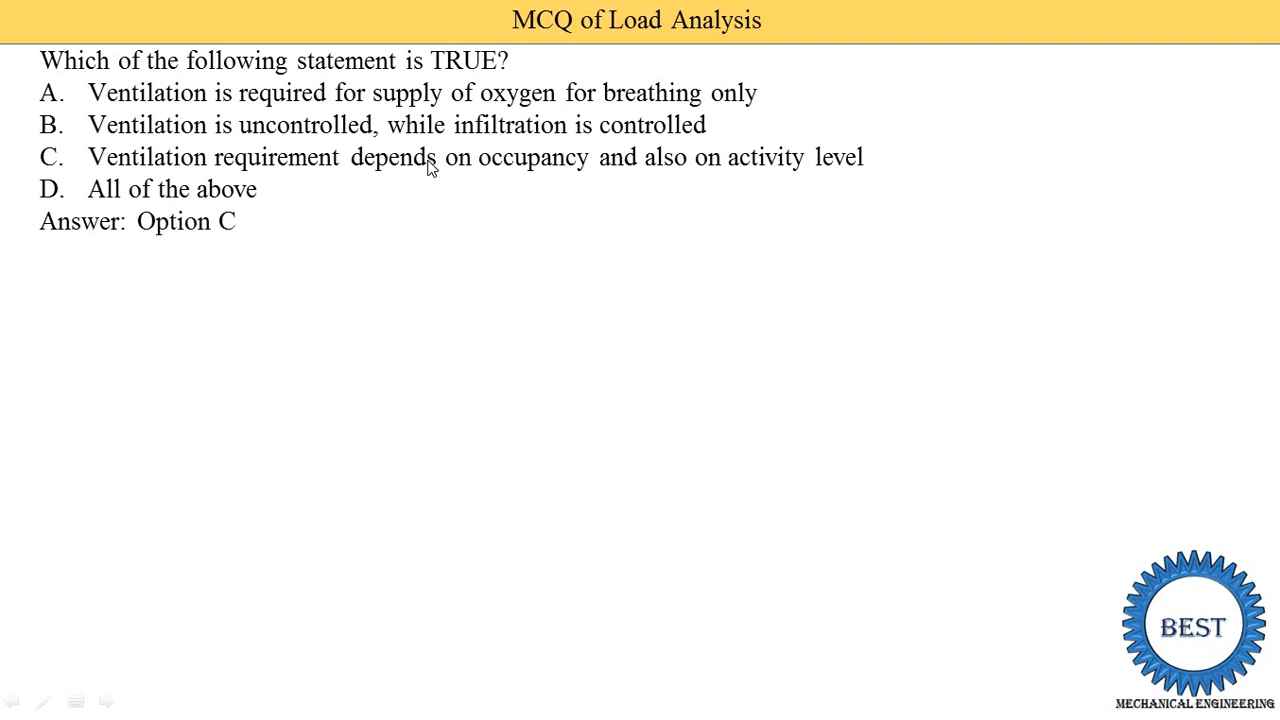 MCQ of Load Analysis
Which of the following statement is TRUE?
A. Ventilation is required for supply of oxygen for breathing only
B. Ventilation is uncontrolled, while infiltration is controlled
C. Ventilation requirement depends on occupancy and also on activity level
D. All of the above
Answer: Option C
BEST
MECHANICAL ENGINEERING